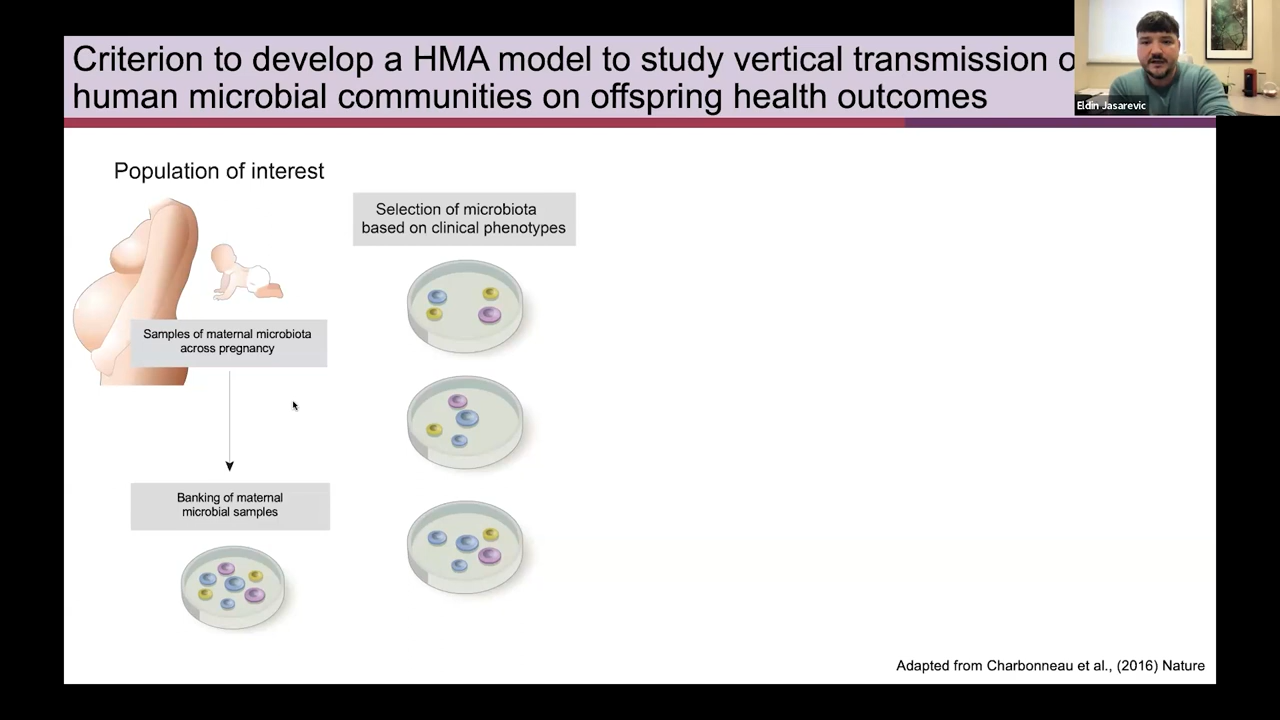 Criterion to develop a HMA model to study vertical transmission o
human microbial communities on offspring health outcomes
Eldin Jasarevic
Population of interest
Selection of microbiota
based on clinical phenotypes
Samples of maternal microbiota
across pregnancy
Banking of maternal
microbial samples
Adapted from Charbonneau et al., (2016) Nature